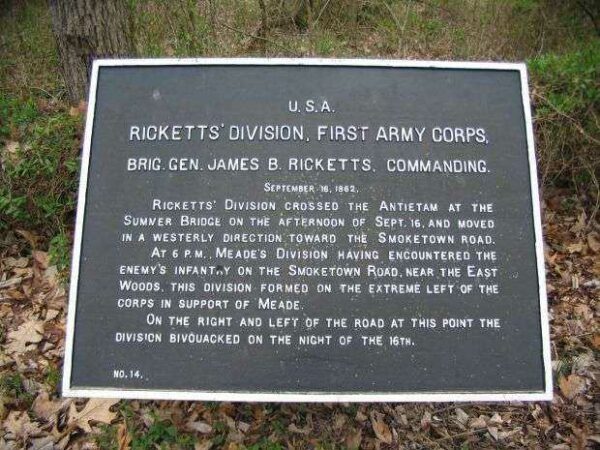 U.S.A.
RICKETTS' DIVISION, FIRST ARMY CORPS,
BRIG. GEN. JAMES B. RICKETTS, COMMANDING.
SEPTEMBER 16, 1862.
RICKETTS' DIVISION CROSSED THE ANTIETAM AT THE
SUMNER BRIDGE ON THE AFTERNOON OF SEPT. 16, AND MOVED
IN A WESTERLY DIRECTION TOWARD THE SMOKETOWN ROAD.
AT 6 P.M. MEADE'S DIVISION HAVING ENCOUNTERED THE
ENEMY'S INFANTRY ON THE SMOKETOWN ROAD, NEAR THE EAST
WOODS, THIS DIVISION FORMED ON THE EXTREME LEFT OF THE
CORPS IN SUPPORT OF MEADE.
ON THE RIGHT AND LEFT OF THE ROAD AT THIS POINT THE
DIVISION BIVOUACKED ON THE NIGHT OF THE 16TH.
NO. 14.